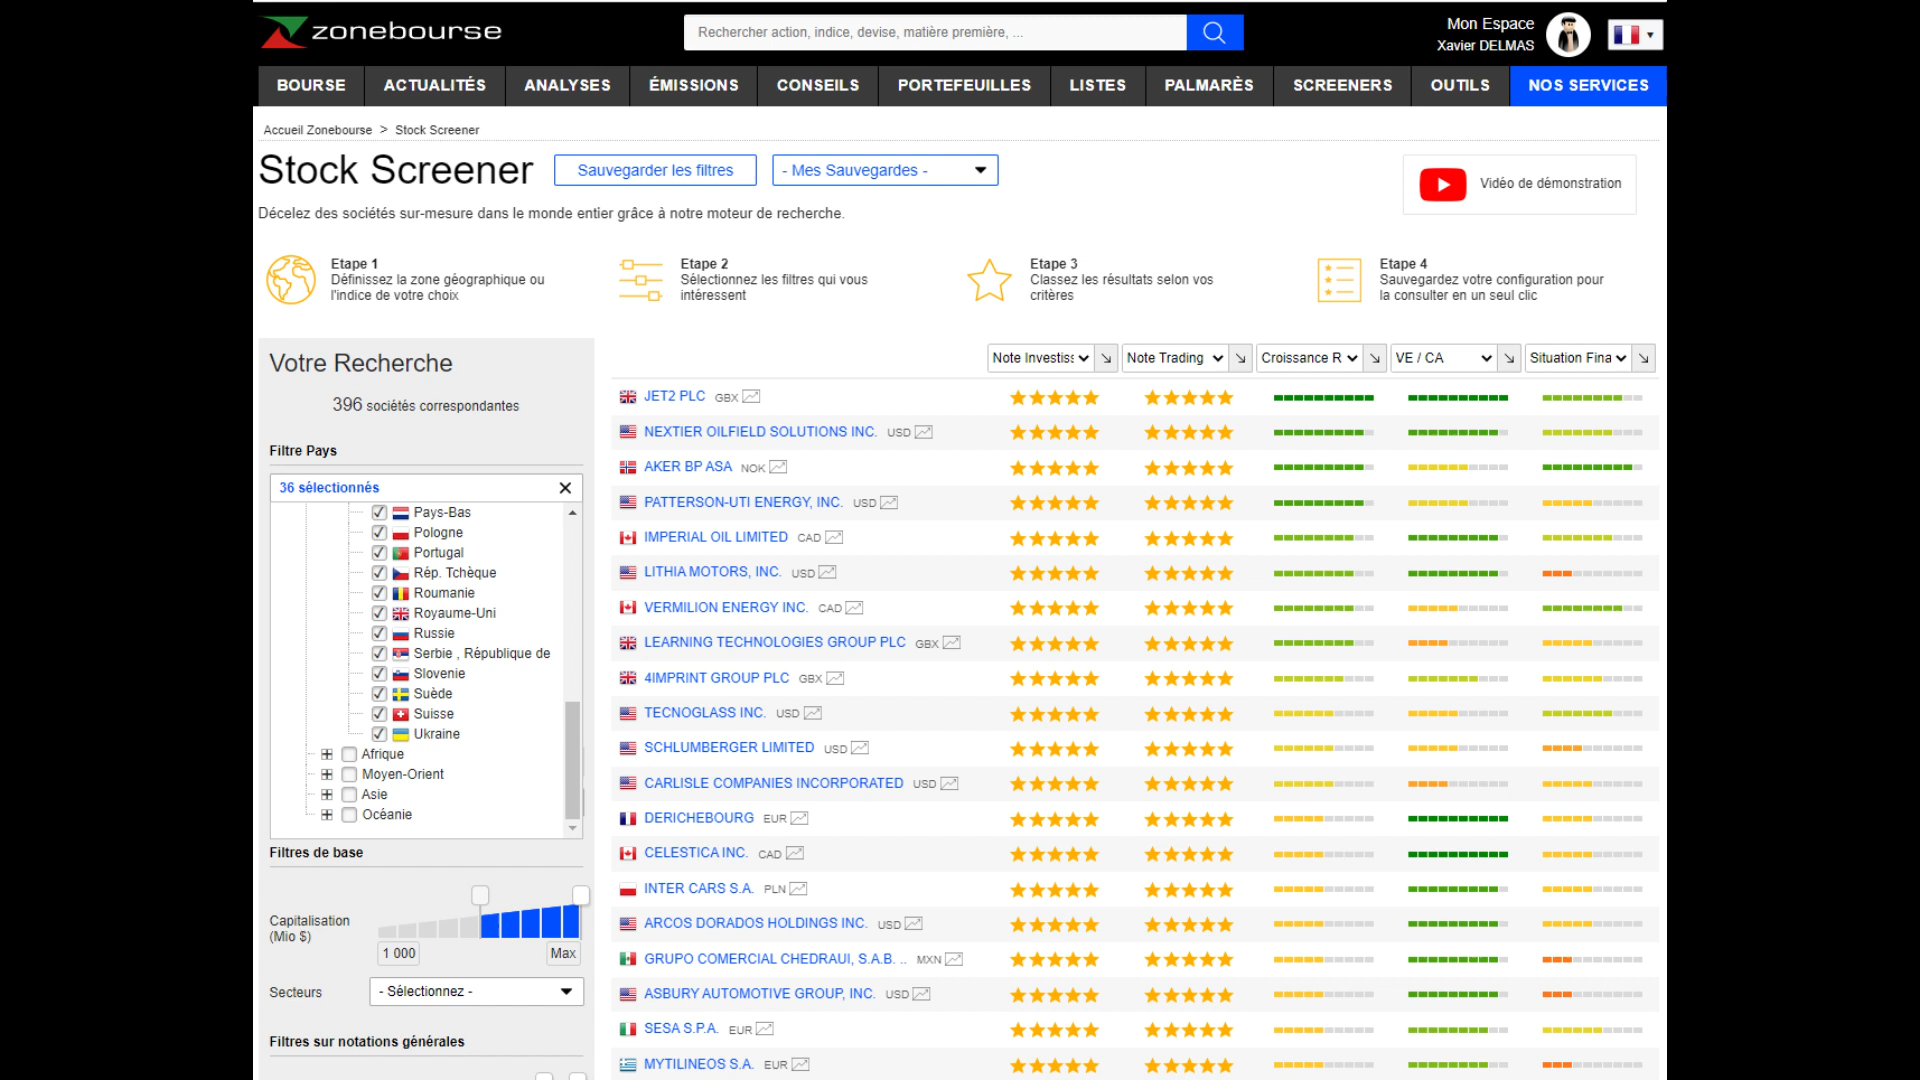 zonebourse
Rechercher action, indice, devise, matière première, ...
Mon Espace
Xavier DELMAS
BOURSE ACTUALITÉS ANALYSES ÉMISSIONS CONSEILS PORTEFEUILLES LISTES PALMARÈS SCREENERS OUTILS NOS SERVICES
Accueil Zonebourse > Stock Screener
Stock Screener Sauvegarder les filtres - Mes Sauvegardes -
Vidéo de démonstration
Décelez des sociétés sur-mesure dans le monde entier grâce à notre moteur de recherche.
Etape 1
Définissez la zone géographique ou
l'indice de votre choix
Etape 2
Sélectionnez les filtres qui vous
intéressent
Etape 3
Classez les résultats selon vos
critères
Etape 4
Sauvegardez votre configuration pour
la consulter en un seul clic
Votre Recherche
396 sociétés correspondantes
Filtre Pays
36 sélectionnés
Pays-Bas
Pologne
Portugal
Rép. Tchèque
Roumanie
Royaume-Uni
Russie
Serbie , République de
Slovenie
Suède
Suisse
Ukraine
Afrique
Moyen-Orient
Asie
Océanie
Filtres de base
Capitalisation
(Mio $)
1 000 Max
Secteurs - Sélectionnez -
Filtres sur notations générales
Note Investis Note Trading Croissance R VE / CA Situation Fina
JET2 PLC GBX
NEXTIER OILFIELD SOLUTIONS INC. USD
AKER BP ASA NOK
PATTERSON-UTI ENERGY, INC. USD
IMPERIAL OIL LIMITED CAD
LITHIA MOTORS, INC. USD
VERMILION ENERGY INC. CAD
LEARNING TECHNOLOGIES GROUP PLC GBX
4IMPRINT GROUP PLC GBX
TECNOGLASS INC. USD
SCHLUMBERGER LIMITED USD
CARLISLE COMPANIES INCORPORATED USD
DERICHEBOURG EUR
CELESTICA INC. CAD
INTER CARS S.A. PLN
ARCOS DORADOS HOLDINGS INC. USD
GRUPO COMERCIAL CHEDRAUI, S.A.B. .. MXN
ASBURY AUTOMOTIVE GROUP, INC. USD
SESA S.P.A. EUR
MYTILINEOS S.A. EUR